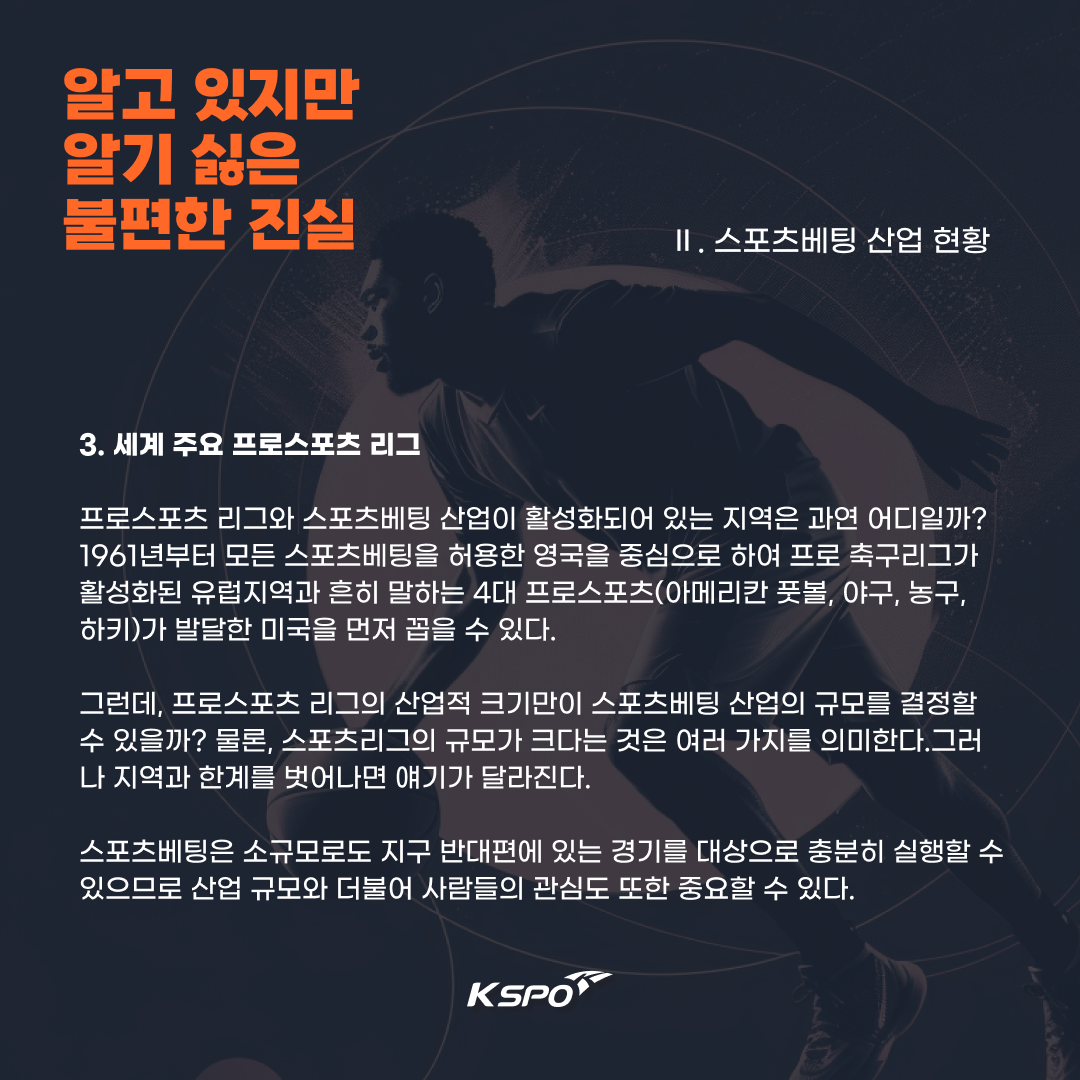 알고 있지만
알기 싫은
불편한 진실
Ⅱ. 스포츠베팅 산업 현황
3. 세계 주요 프로스포츠 리그
프로스포츠 리그와 스포츠베팅 산업이 활성화되어 있는 지역은 과연 어디일까?
1961년부터 모든 스포츠베팅을 허용한 영국을 중심으로 하여 프로 축구리그가
활성화된 유럽지역과 흔히 말하는 4대 프로스포츠(아메리칸 풋볼, 야구, 농구,
하키)가 발달한 미국을 먼저 꼽을 수 있다.
그런데, 프로스포츠 리그의 산업적 크기만이 스포츠베팅 산업의 규모를 결정할
수 있을까? 물론, 스포츠리그의 규모가 크다는 것은 여러 가지를 의미한다.그러
나 지역과 한계를 벗어나면 얘기가 달라진다.
스포츠베팅은 소규모로도 지구 반대편에 있는 경기를 대상으로 충분히 실행할 수
있으므로 산업 규모와 더불어 사람들의 관심도 또한 중요할 수 있다.
KSPO